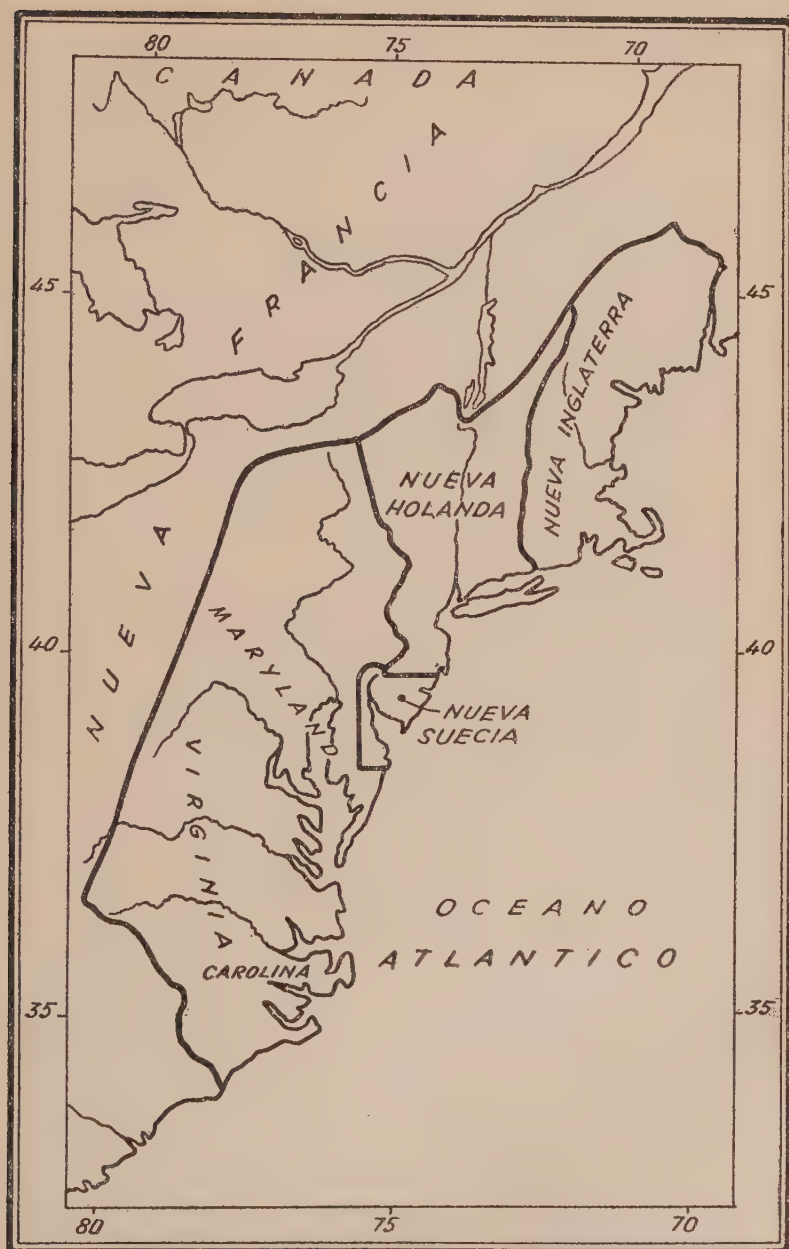 80 75 70
CANADA
NUEVA FRANCIA
45 45
NUEVA INGLATERRA
NUEVA
HOLANDA
MARYLAND
40 40
NUEVA
SUECIA
VIRGINIA
OCEANO
ATLANTICO
CAROLINA
35 35
80 75 70